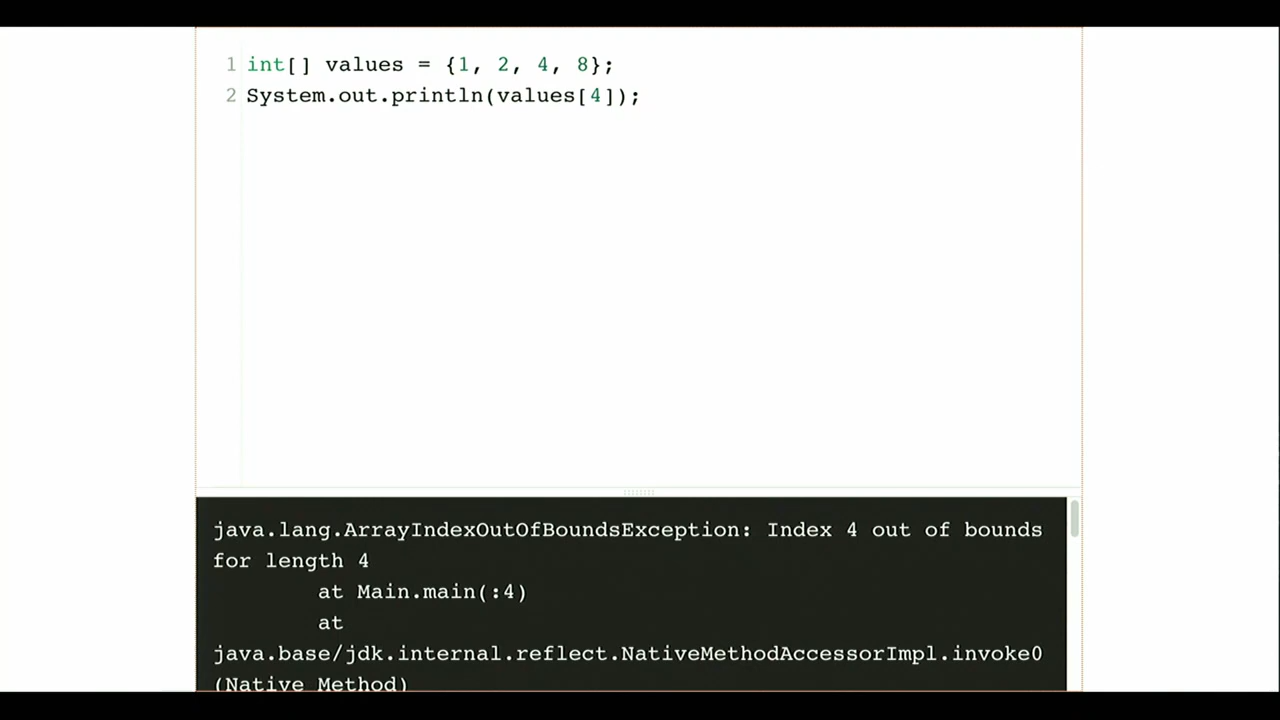 1 int[] values = {1, 2, 4, 8};
2 System.out.println(values[4]);
java.lang.ArrayIndexOutOfBoundsException: Index 4 out of bounds
for length 4
at Main.main(:4)
at
java.base/jdk.internal.reflect.NativeMethodAccessorImpl.invoke0
(Native Method)